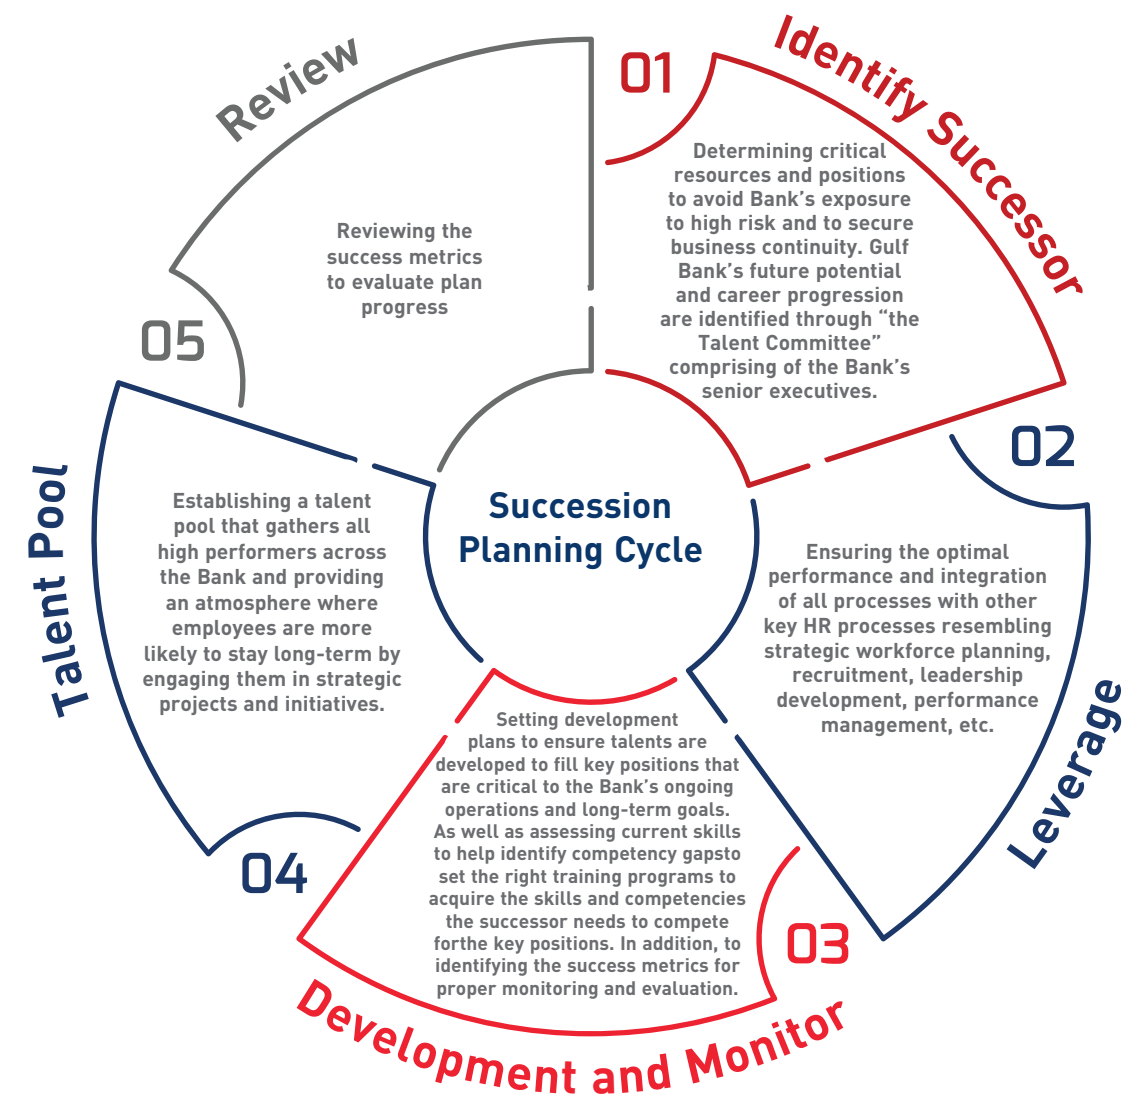 Succession
Planning Cycle
01
Identify Successor
Determining critical
resources and positions
to avoid Bank’s exposure
to high risk and to secure
business continuity. Gulf
Bank’s future potential
and career progression
are identified through “the
Talent Committee”
comprising of the Bank’s
senior executives.
02
Leverage
Ensuring the optimal
performance and integration
of all processes with other
key HR processes resembling
strategic workforce planning,
recruitment, leadership
development, performance
management, etc.
03
Development and Monitor
Setting development
plans to ensure talents are
developed to fill key positions that
are critical to the Bank’s ongoing
operations and long-term goals.
As well as assessing current skills
to help identify competency gapsto
set the right training programs to
acquire the skills and competencies
the successor needs to compete
forthe key positions. In addition, to
identifying the success metrics for
proper monitoring and evaluation.
04
Talent Pool
Establishing a talent
pool that gathers all
high performers across
the Bank and providing
an atmosphere where
employees are more
likely to stay long-term by
engaging them in strategic
projects and initiatives.
05
Review
Reviewing the
success metrics
to evaluate plan
progress